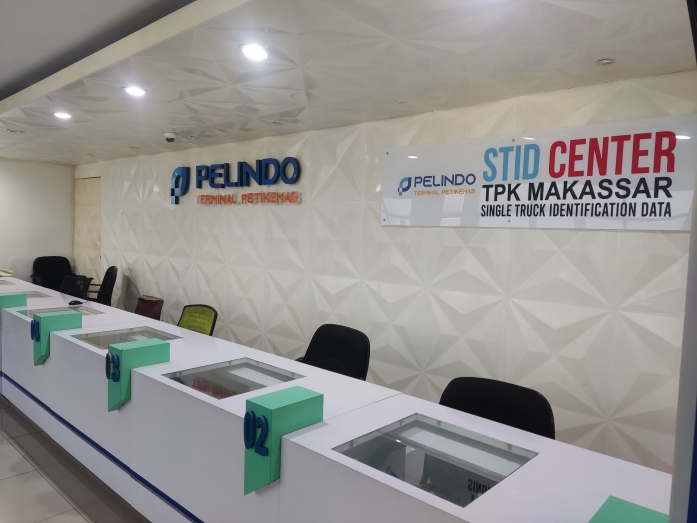 PELINDO
TERMINAL PETIKEMAS
PELINDO
TERMINAL PETIKEMAS
STID CENTER
TPK MAKASSAR
SINGLE TRUCK IDENTIFICATION DATA
03
02